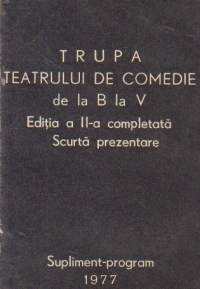 TRUPA
TEATRULUI DE COMEDIE
de la B la V
Ediția a II-a completată
Scurtă prezentare
Supliment-program
1977